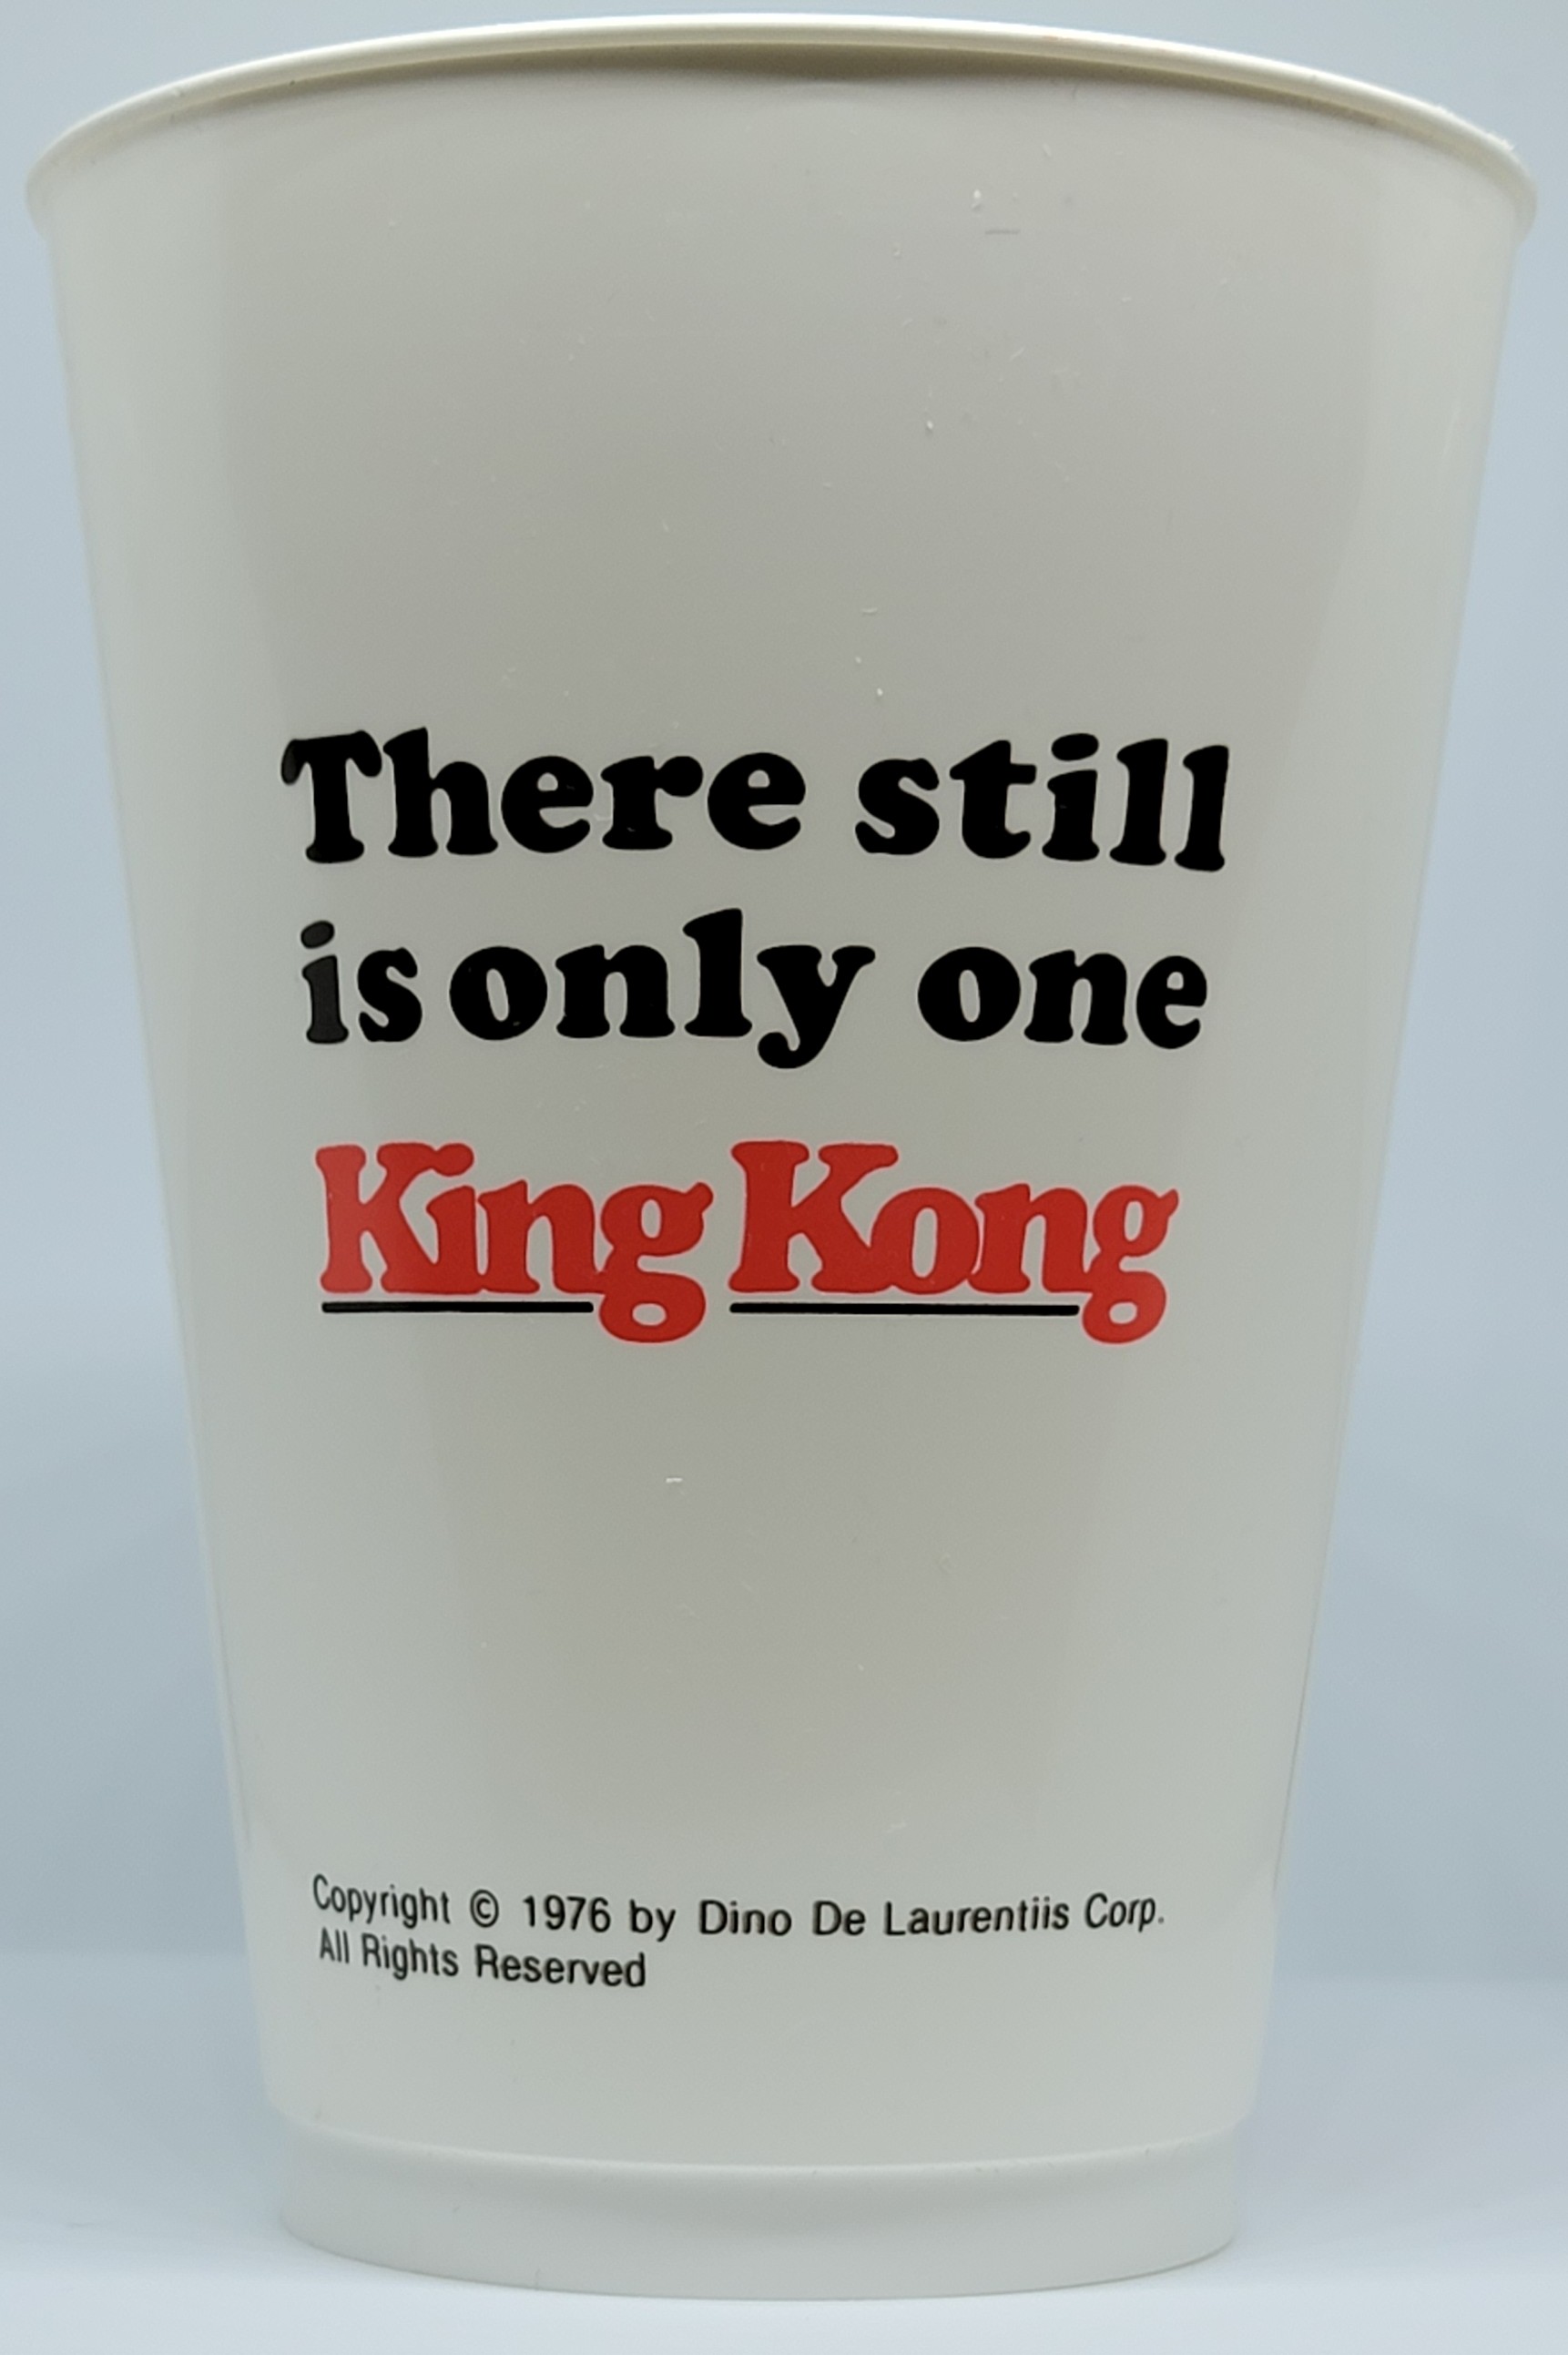 There still
is only one
King Kong
Copyright © 1976 by Dino De Laurentiis Corp.
All Rights Reserved